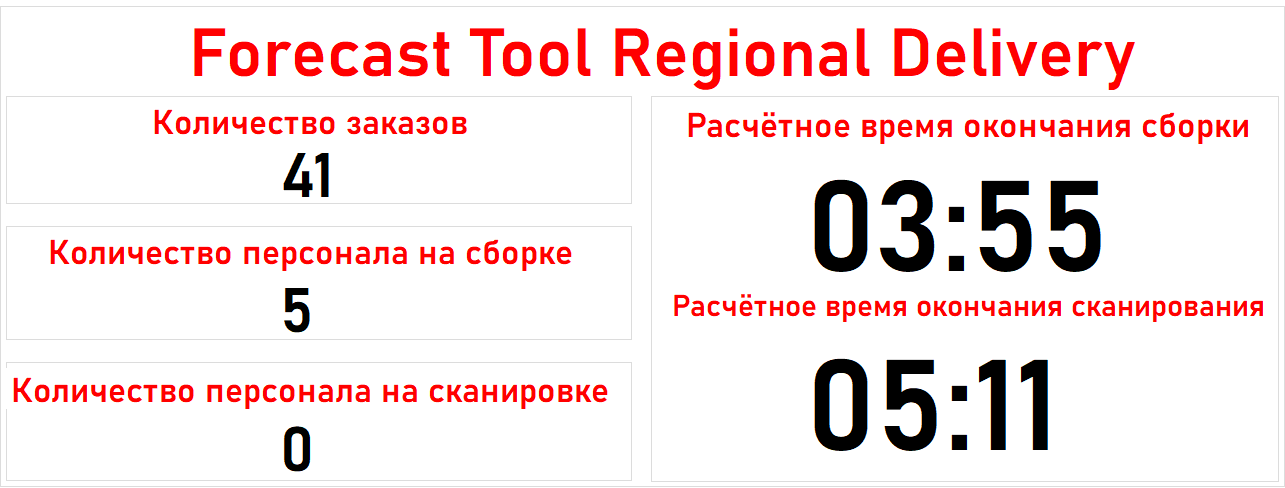 Forecast Tool Regional Delivery
Количество заказов
41
Количество персонала на сборке
5
Количество персонала на сканировке
0
Расчётное время окончания сборки
03:55
Расчётное время окончания сканирования
05:11